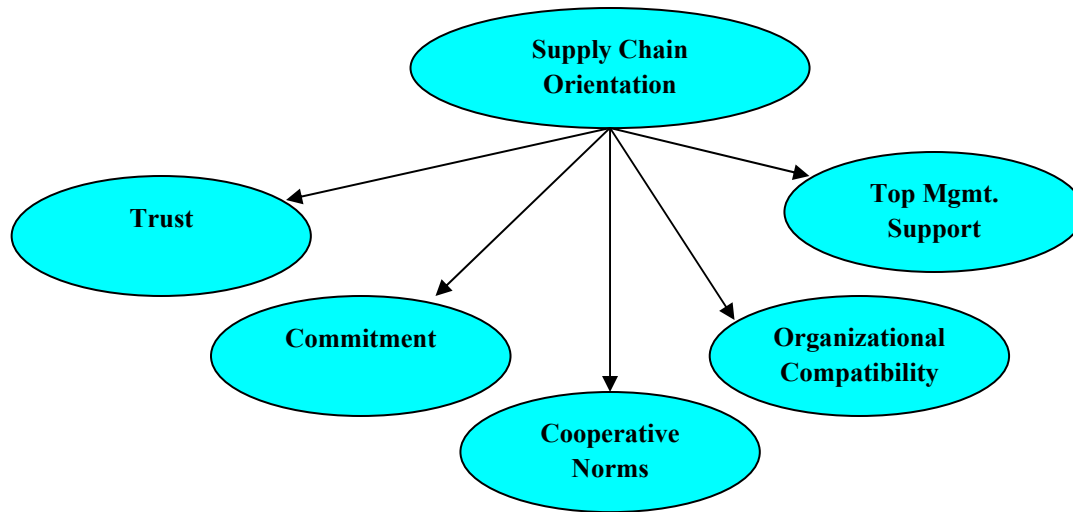 Supply Chain
Orientation
Trust
Top Mgmt.
Support
Commitment
Organizational
Compatibility
Cooperative
Norms